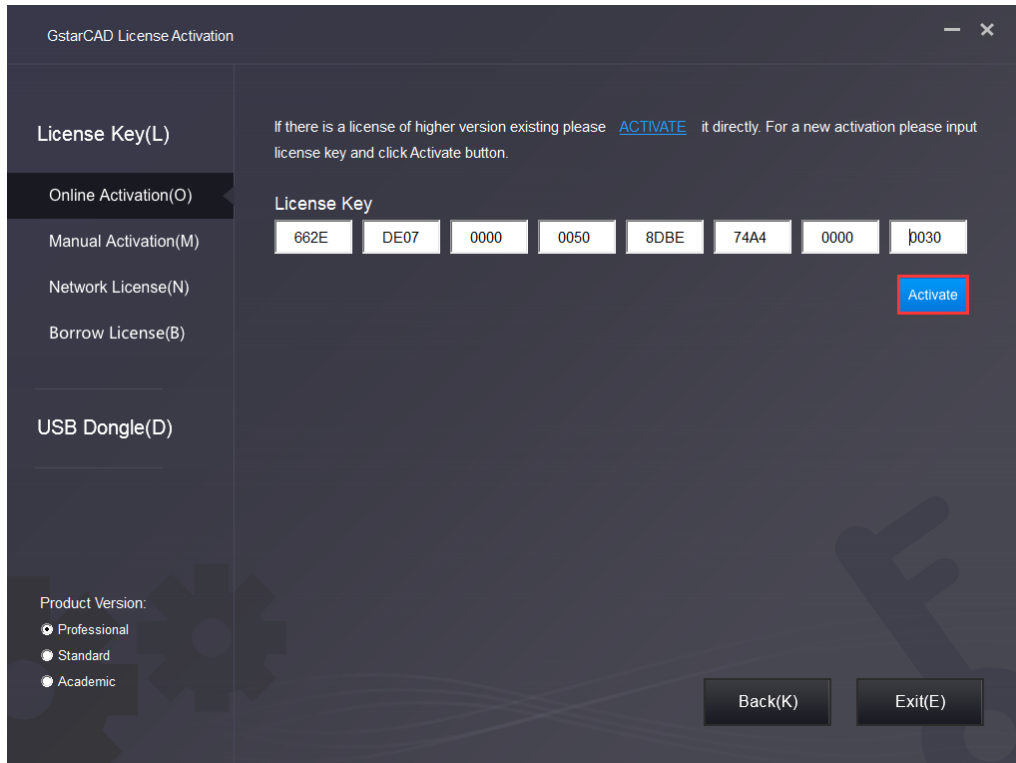 GstarCAD License Activation
License Key(L)
Online Activation(O)
Manual Activation(M)
Network License(N)
Borrow License(B)
USB Dongle(D)
Product Version:
Professional
Standard
Academic
If there is a license of higher version existing please ACTIVATE it directly. For a new activation please input
license key and click Activate button.
License Key
662E DE07 0000 0050 8DBE 74A4 0000 0030
Activate
Back(K) Exit(E)